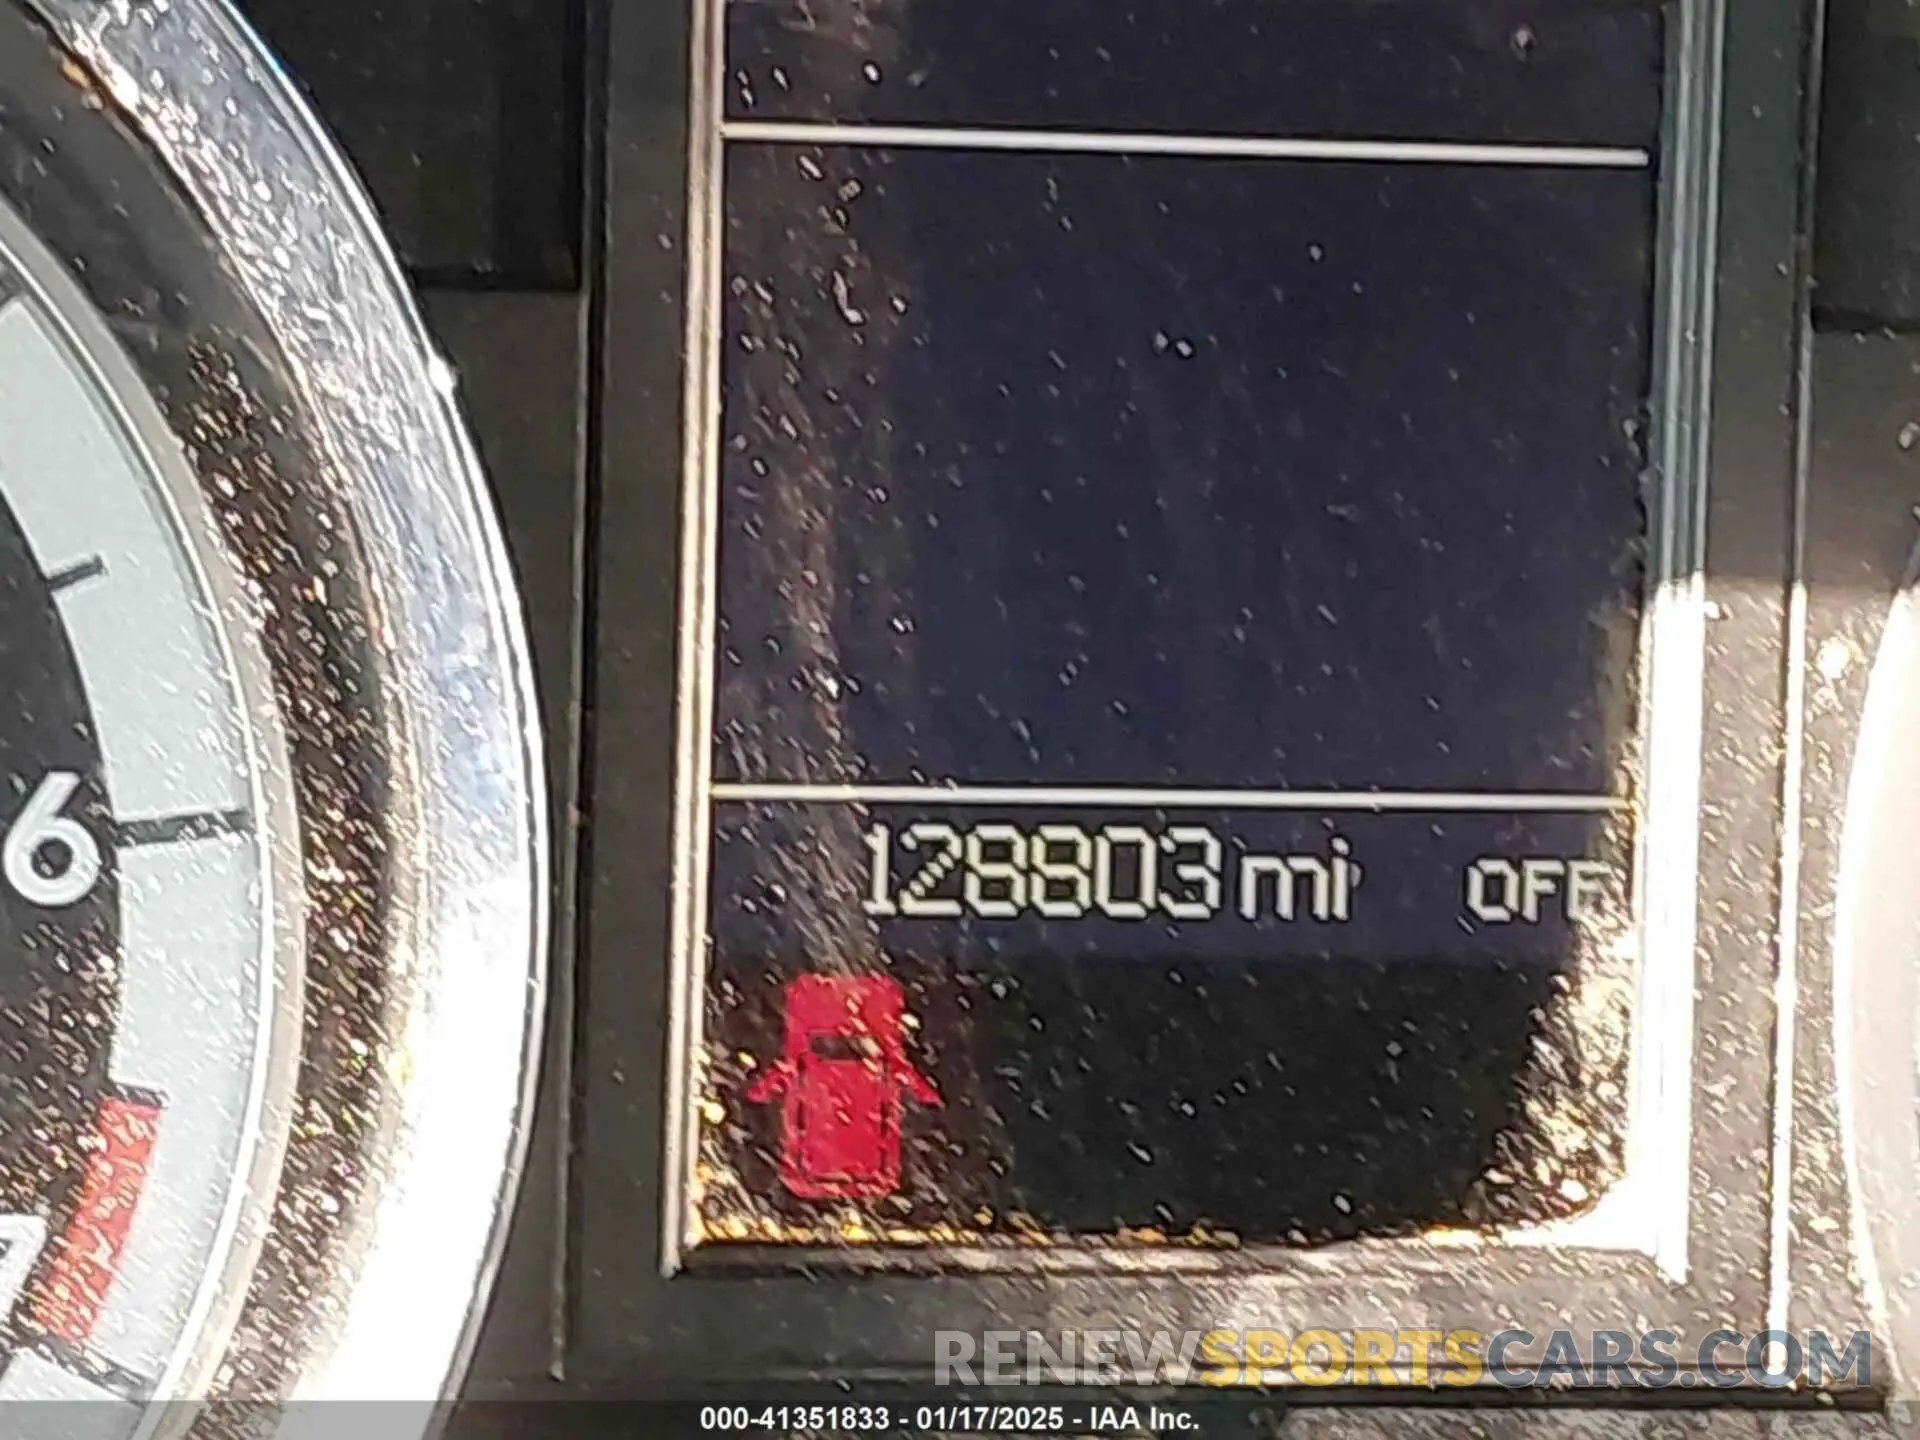 6
128803 mi OFF
RENEWSPORTSCARS.COM
000-41351833 - 01/17/2025 - IAA Inc.